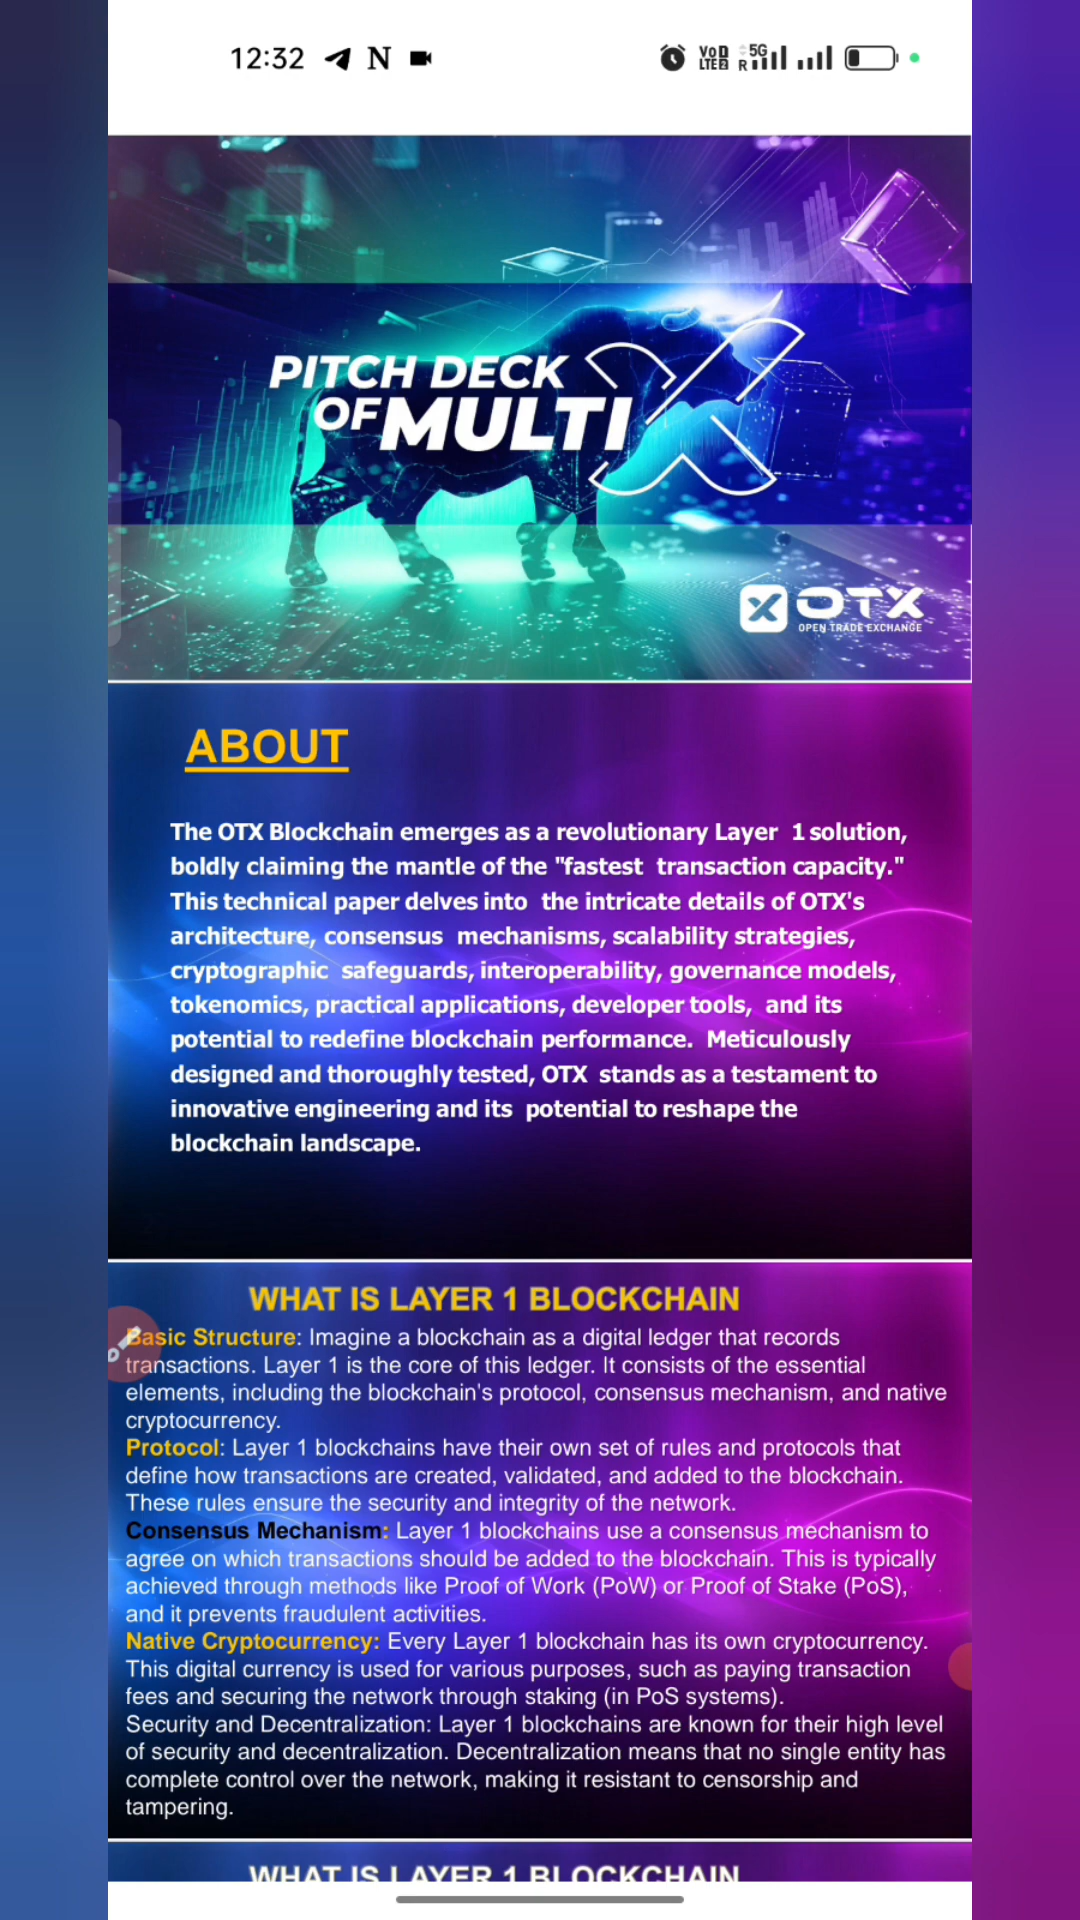 12:32 N
Vo D
LTE 2
5G
R
PITCH DECK
OF MULTI X
OTX
OPEN TRADE EXCHANGE
ABOUT
The OTX Blockchain emerges as a revolutionary Layer 1 solution,
boldly claiming the mantle of the "fastest transaction capacity."
This technical paper delves into the intricate details of OTX's
architecture, consensus mechanisms, scalability strategies,
cryptographic safeguards, interoperability, governance models,
tokenomics, practical applications, developer tools, and its
potential to redefine blockchain performance. Meticulously
designed and thoroughly tested, OTX stands as a testament to
innovative engineering and its potential to reshape the
blockchain landscape.
WHAT IS LAYER 1 BLOCKCHAIN
Basic Structure: Imagine a blockchain as a digital ledger that records
transactions. Layer 1 is the core of this ledger. It consists of the essential
elements, including the blockchain's protocol, consensus mechanism, and native
cryptocurrency.
Protocol: Layer 1 blockchains have their own set of rules and protocols that
define how transactions are created, validated, and added to the blockchain.
These rules ensure the security and integrity of the network.
Consensus Mechanism: Layer 1 blockchains use a consensus mechanism to
agree on which transactions should be added to the blockchain. This is typically
achieved through methods like Proof of Work (PoW) or Proof of Stake (PoS),
and it prevents fraudulent activities.
Native Cryptocurrency: Every Layer 1 blockchain has its own cryptocurrency.
This digital currency is used for various purposes, such as paying transaction
fees and securing the network through staking (in PoS systems).
Security and Decentralization: Layer 1 blockchains are known for their high level
of security and decentralization. Decentralization means that no single entity has
complete control over the network, making it resistant to censorship and
tampering.
WHAT IS LAYER 1 BLOCKCHAIN